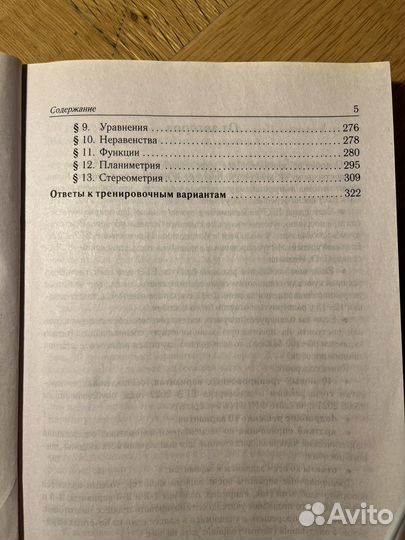 Содержание 5
§ 9. Уравнения 276
§ 10. Неравенства 278
§ 11. Функции 280
§ 12. Планиметрия 295
§ 13. Стереометрия 309
Ответы к тренировочным вариантам 322
Avito